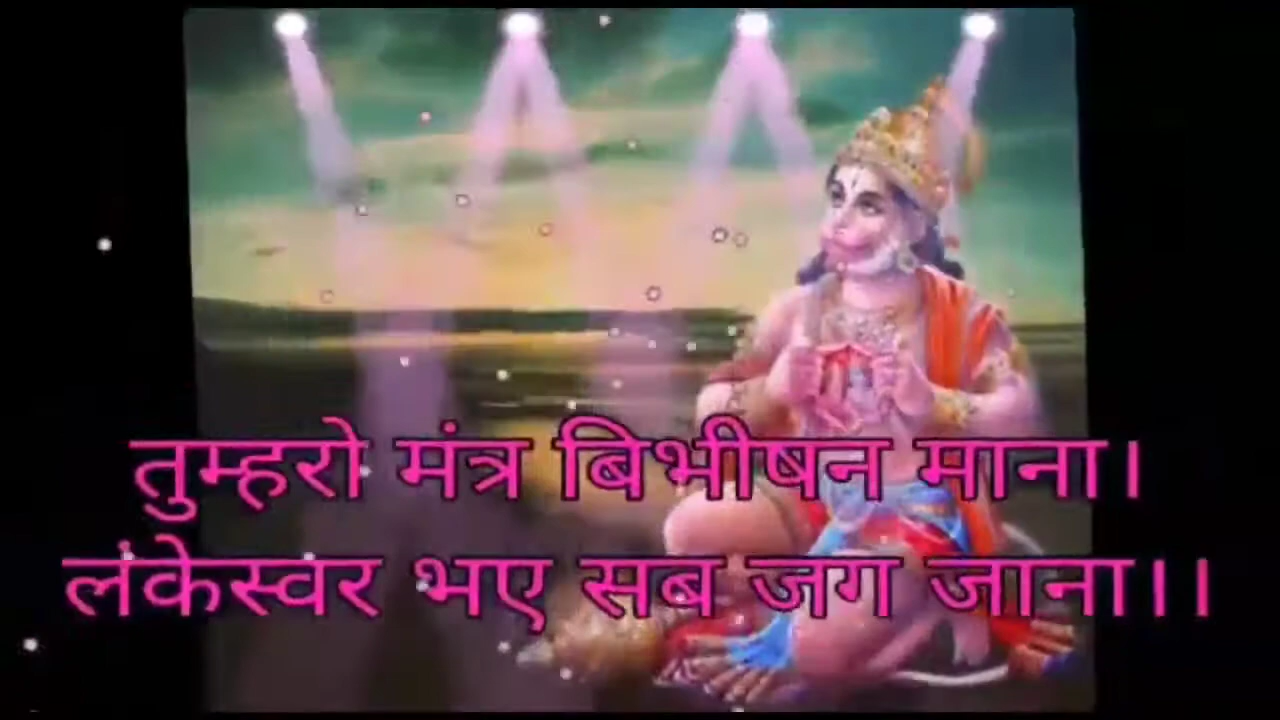 तुम्हरो मंत्र बिभीषन माना।
लंकेस्वर भए सब जग जाना।।